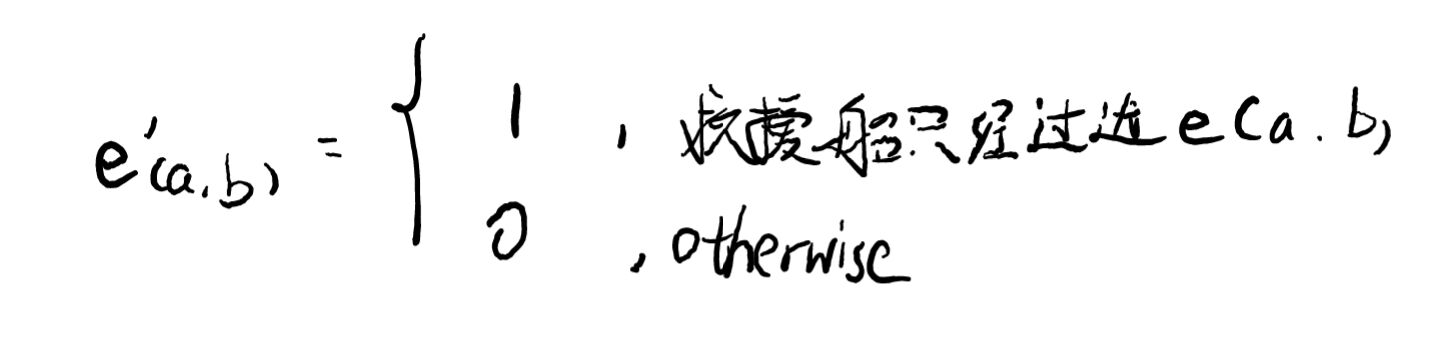 e'(a,b) = { 1 , 救援船只经过边 e(a,b)
0 , otherwise